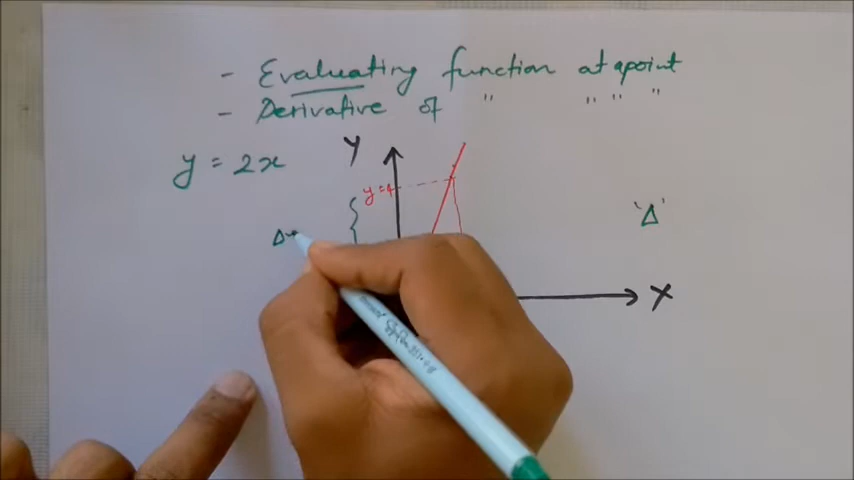 - Evaluating function at a point
- Derivative of " " " "
y = 2x
Y
y=4
'Δ'
Δ
X